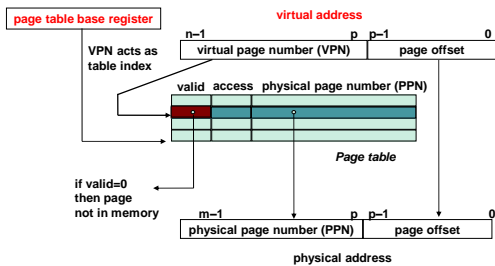 page table base register
virtual address
VPN acts as
table index
n–1 p p–1 0
virtual page number (VPN) page offset
valid access physical page number (PPN)
Page table
if valid=0
then page
not in memory
m–1 p p–1 0
physical page number (PPN) page offset
physical address